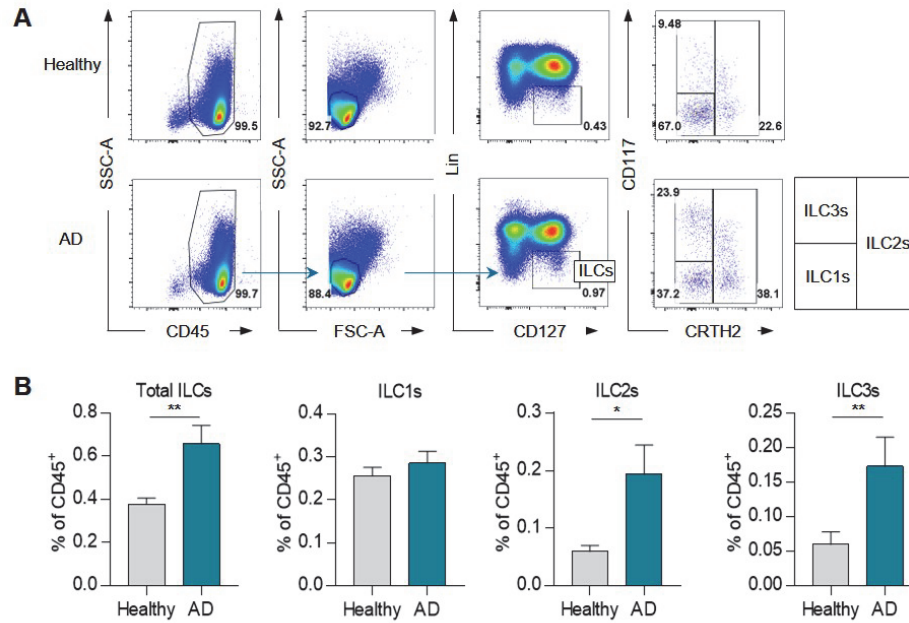 A
Healthy
SSC-A
99.5
SSC-A
92.7
Lin
0.43
CD117
9.48
67.0
22.6
AD
99.7
88.4
ILCs
0.97
23.9
37.2
38.1
ILC3s
ILC1s
ILC2s
CD45
FSC-A
CD127
CRTH2
B
Total ILCs
% of CD45+
0.8
0.6
0.4
0.2
0.0
**
Healthy AD
ILC1s
% of CD45+
0.4
0.3
0.2
0.1
0.0
Healthy AD
ILC2s
% of CD45+
0.3
0.2
0.1
0.0
*
Healthy AD
ILC3s
% of CD45+
0.25
0.20
0.15
0.10
0.05
0.00
**
Healthy AD